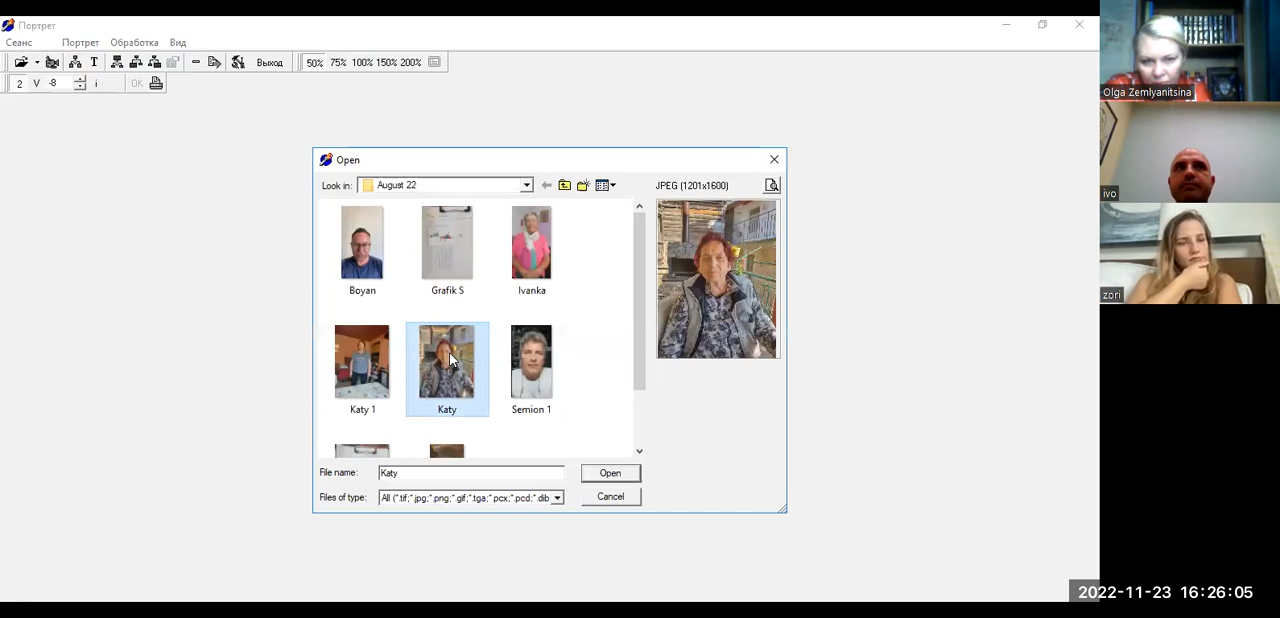 Портрет
Сеанс Портрет Обработка Вид
T Выход 50% 75% 100% 150% 200%
2 V -8 i OK
Open
Look in: August 22 JPEG (1201x1600)
Boyan Grafik S Ivanka
Katy 1 Katy Semion 1
File name: Katy Open
Files of type: All (*.tif;*.jpg;*.png;*.gif;*.tga;*.pcx;*.pcd;*.dib Cancel
Olga Zemlyanitsina
ivo
zori
2022-11-23 16:26:05